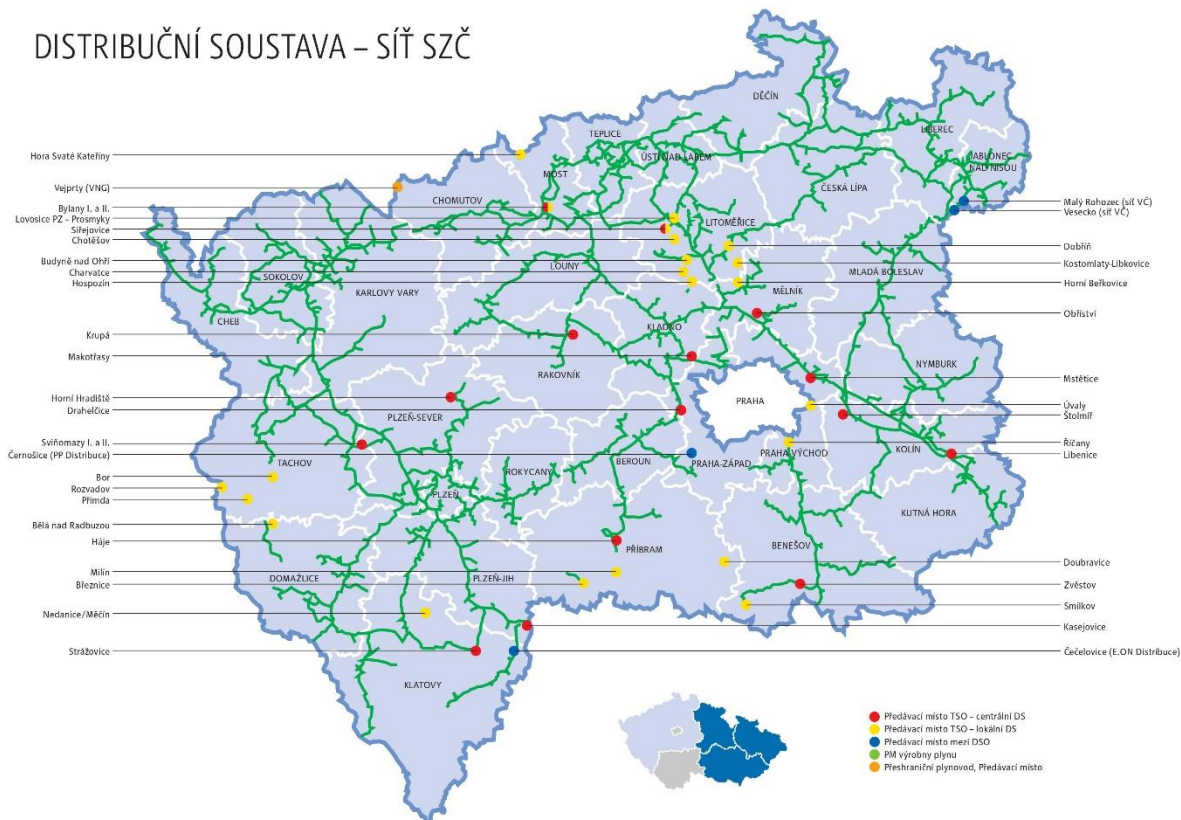 DISTRIBUČNÍ SOUSTAVA – SÍŤ SZČ
Hora Svaté Kateřiny
Vejprty (VNG)
Bylany I. a II.
Lovosice PZ – Prosmyky
Siřejovice
Chotěšov
Budyně nad Ohří
Charvatce
Hospozín
Krupá
Makotřasy
Horní Hradiště
Drahelčice
Sviňomazy I. a II.
Černošice (PP Distribuce)
Bor
Rozvadov
Přimda
Bělá nad Radbuzou
Háje
Milín
Březnice
Nedanice/Měčín
Strážovice
DĚČÍN
TEPLICE
ÚSTÍ NAD LABEM
LIBEREC
JABLONEC
NAD NISOU
MOST
CHOMUTOV
ČESKÁ LÍPA
LITOMĚŘICE
LOUNY
SOKOLOV
KARLOVY VARY
MLADÁ BOLESLAV
MĚLNÍK
CHEB
KLADNO
RAKOVNÍK
NYMBURK
PRAHA
PLZEŇ-SEVER
TACHOV
ROKYCANY
BEROUN
PRAHA-ZÁPAD
PRAHA-VÝCHOD
KOLÍN
PLZEŇ
KUTNÁ HORA
PŘÍBRAM
BENEŠOV
DOMAŽLICE
PLZEŇ-JIH
KLATOVY
Malý Rohozec (síť VČ)
Vesecko (síť VČ)
Dobříň
Kostomlaty-Libkovice
Horní Beřkovice
Obříství
Mstětice
Úvaly
Štolmíř
Říčany
Libenice
Doubravice
Zvěstov
Smilkov
Kasejovice
Čečelovice (E.ON Distribuce)
Předávací místo TSO – centrální DS
Předávací místo TSO – lokální DS
Předávací místo mezi DSO
PM výrobny plynu
Přeshraniční plynovod, Předávací místo